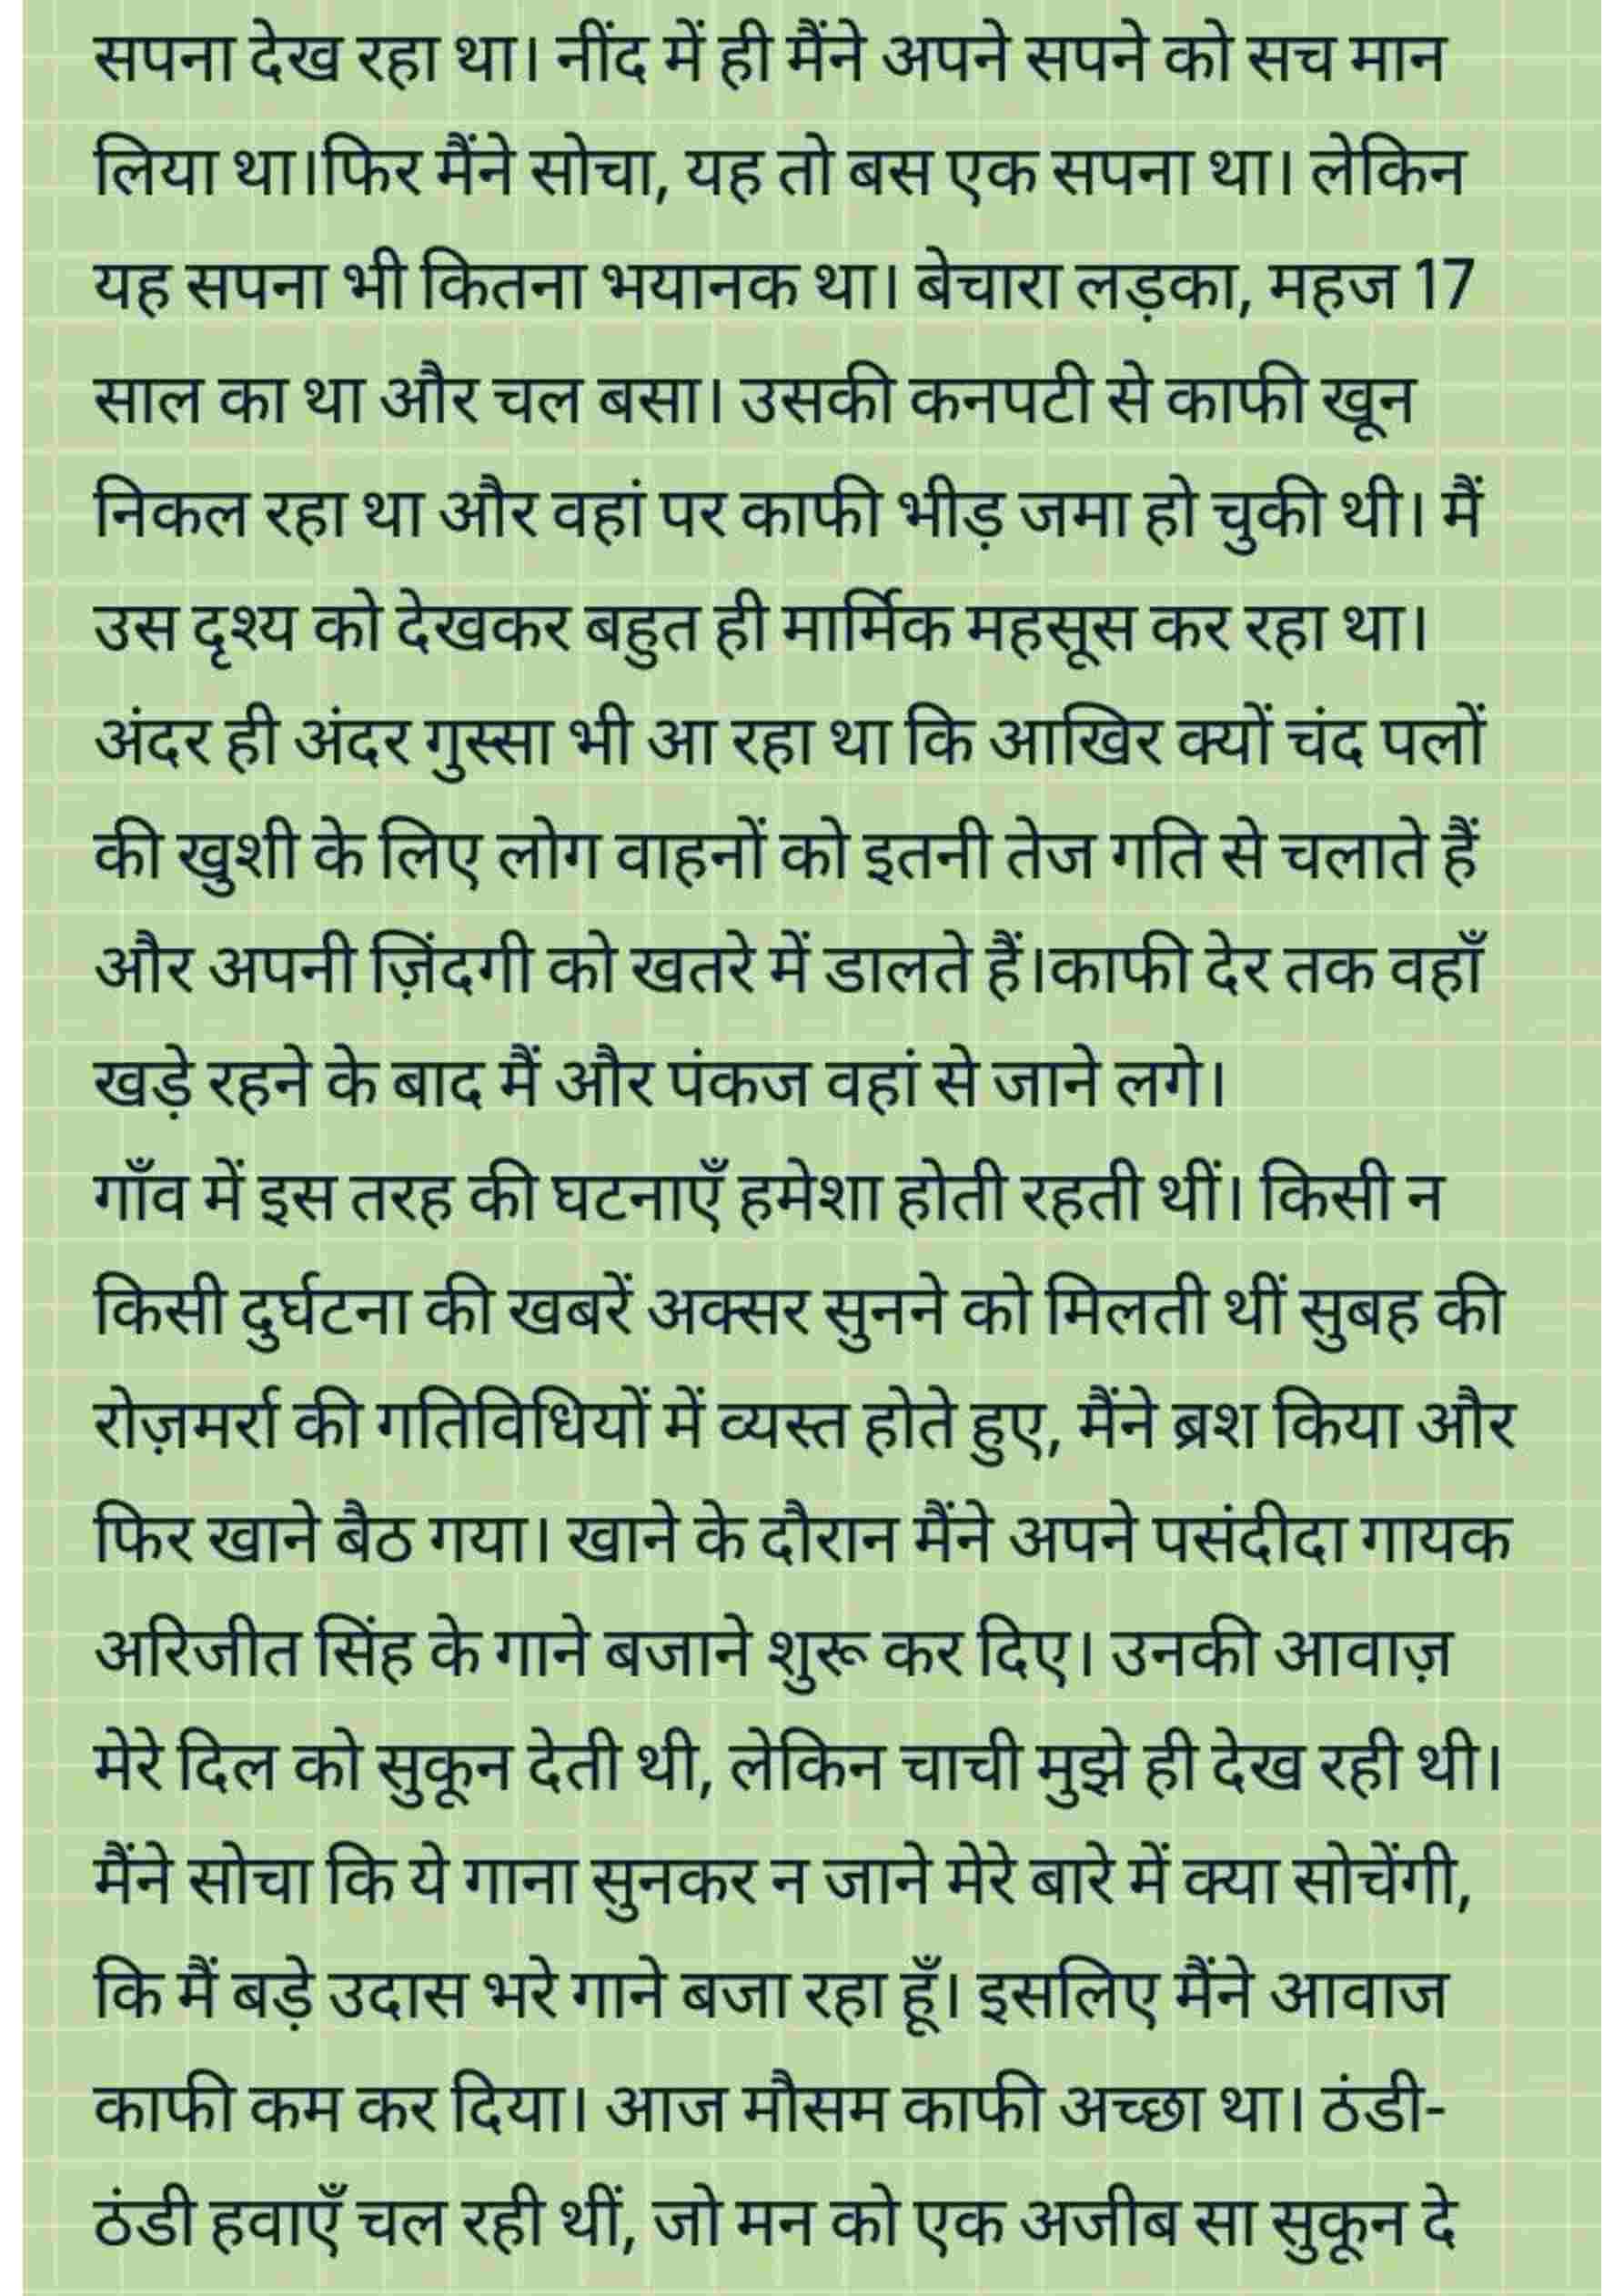 सपना देख रहा था। नींद में ही मैंने अपने सपने को सच मान
लिया था।फिर मैंने सोचा, यह तो बस एक सपना था। लेकिन
यह सपना भी कितना भयानक था। बेचारा लड़का, महज 17
साल का था और चल बसा। उसकी कनपटी से काफी खून
निकल रहा था और वहां पर काफी भीड़ जमा हो चुकी थी। मैं
उस दृश्य को देखकर बहुत ही मार्मिक महसूस कर रहा था।
अंदर ही अंदर गुस्सा भी आ रहा था कि आखिर क्यों चंद पलों
की खुशी के लिए लोग वाहनों को इतनी तेज गति से चलाते हैं
और अपनी ज़िंदगी को खतरे में डालते हैं।काफी देर तक वहाँ
खड़े रहने के बाद मैं और पंकज वहां से जाने लगे।
गाँव में इस तरह की घटनाएँ हमेशा होती रहती थीं। किसी न
किसी दुर्घटना की खबरें अक्सर सुनने को मिलती थीं सुबह की
रोज़मर्रा की गतिविधियों में व्यस्त होते हुए, मैंने ब्रश किया और
फिर खाने बैठ गया। खाने के दौरान मैंने अपने पसंदीदा गायक
अरिजीत सिंह के गाने बजाने शुरू कर दिए। उनकी आवाज़
मेरे दिल को सुकून देती थी, लेकिन चाची मुझे ही देख रही थी।
मैंने सोचा कि ये गाना सुनकर न जाने मेरे बारे में क्या सोचेंगी,
कि मैं बड़े उदास भरे गाने बजा रहा हूँ। इसलिए मैंने आवाज
काफी कम कर दिया। आज मौसम काफी अच्छा था। ठंडी-
ठंडी हवाएँ चल रही थीं, जो मन को एक अजीब सा सुकून दे